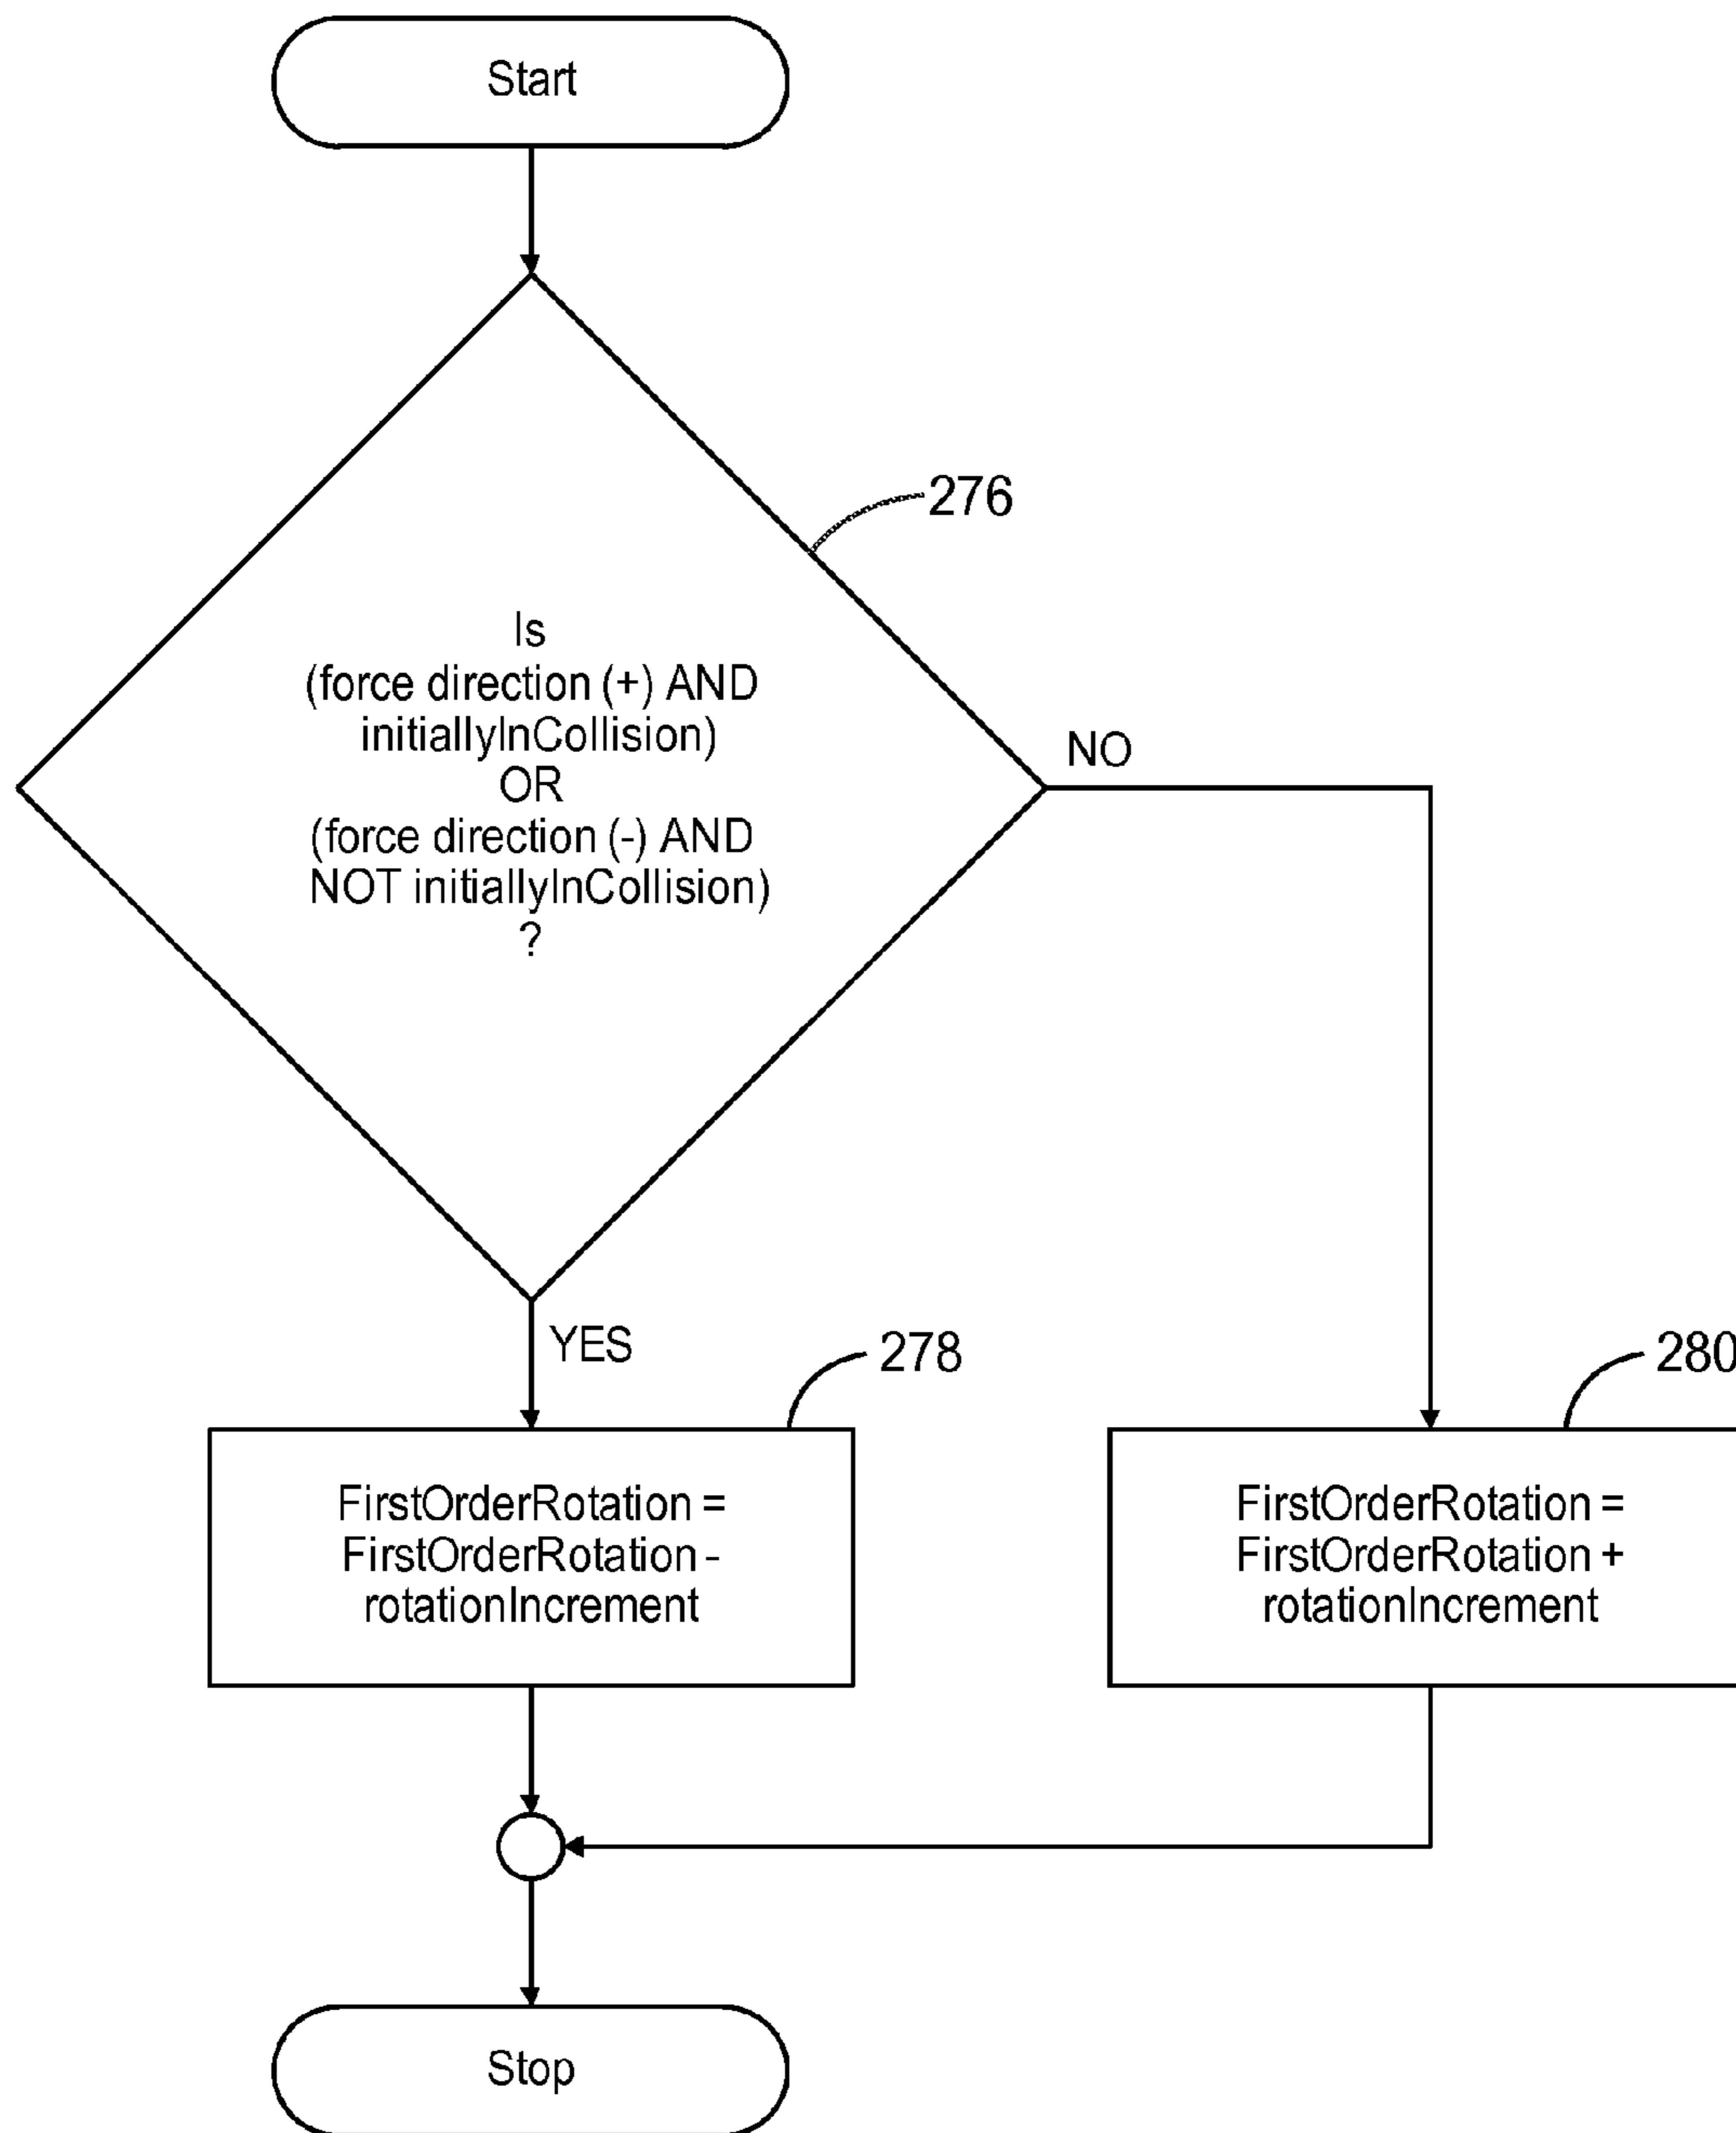 Start
276
Is
(force direction (+) AND
initiallyInCollision)
OR
(force direction (-) AND
NOT initiallyInCollision)
?
NO
YES
278
280
FirstOrderRotation =
FirstOrderRotation -
rotationIncrement
FirstOrderRotation =
FirstOrderRotation +
rotationIncrement
Stop